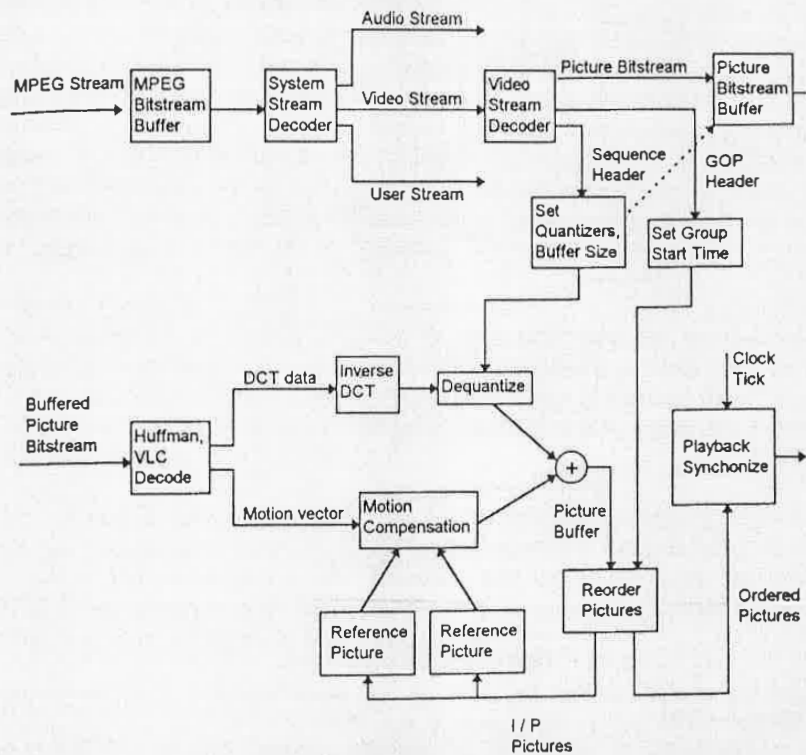 Audio Stream
MPEG Stream
MPEG
Bitstream
Buffer
System
Stream
Decoder
Video Stream
Video
Stream
Decoder
Picture Bitstream
Picture
Bitstream
Buffer
User Stream
Sequence
Header
GOP
Header
Set
Quantizers,
Buffer Size
Set Group
Start Time
Buffered
Picture
Bitstream
Huffman,
VLC
Decode
DCT data
Inverse
DCT
Dequantize
Clock
Tick
Playback
Synchonize
Motion vector
Motion
Compensation
+
Picture
Buffer
Reference
Picture
Reference
Picture
Reorder
Pictures
Ordered
Pictures
I / P
Pictures